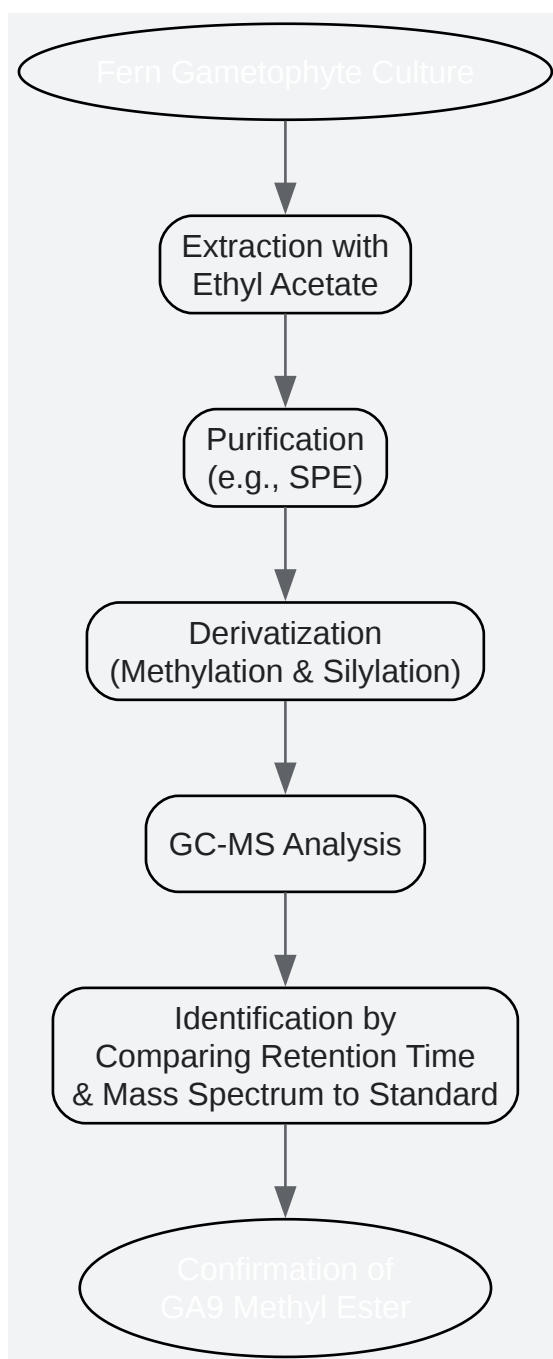 Fern Gametophyte Culture
Extraction with
Ethyl Acetate
Purification
(e.g., SPE)
Derivatization
(Methylation & Silylation)
GC-MS Analysis
Identification by
Comparing Retention Time
& Mass Spectrum to Standard
Confirmation of
GA9 Methyl Ester